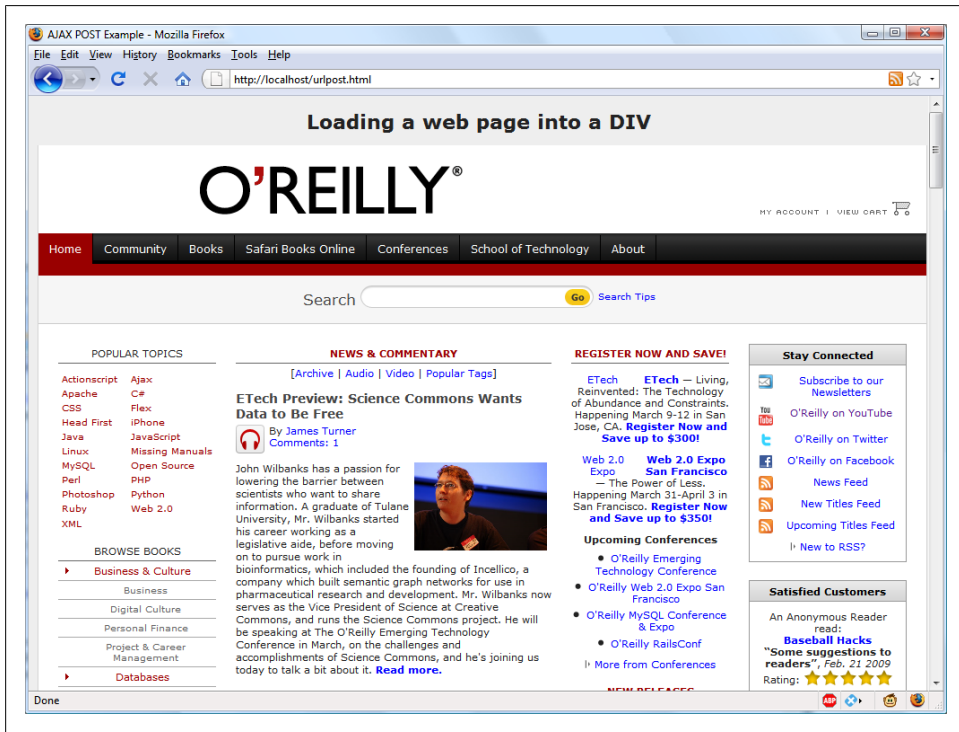 AJAX POST Example - Mozilla Firefox
File Edit View History Bookmarks Tools Help
http://localhost/urlpost.html
Loading a web page into a DIV
O'REILLY®
MY ACCOUNT | VIEW CART
Home Community Books Safari Books Online Conferences School of Technology About
Search Go Search Tips
POPULAR TOPICS
Actionscript Ajax
Apache C#
CSS Flex
Head First iPhone
Java JavaScript
Linux Missing Manuals
MySQL Open Source
Perl PHP
Photoshop Python
Ruby Web 2.0
XML
BROWSE BOOKS
Business & Culture
Business
Digital Culture
Personal Finance
Project & Career
Management
Databases
NEWS & COMMENTARY
[Archive | Audio | Video | Popular Tags]
ETech Preview: Science Commons Wants
Data to Be Free
By James Turner
Comments: 1
John Wilbanks has a passion for
lowering the barrier between
scientists who want to share
information. A graduate of Tulane
University, Mr. Wilbanks started
his career working as a
legislative aide, before moving
on to pursue work in
bioinformatics, which included the founding of Incellico, a
company which built semantic graph networks for use in
pharmaceutical research and development. Mr. Wilbanks now
serves as the Vice President of Science at Creative
Commons, and runs the Science Commons project. He will
be speaking at The O'Reilly Emerging Technology
Conference in March, on the challenges and
accomplishments of Science Commons, and he's joining us
today to talk a bit about it. Read more.
REGISTER NOW AND SAVE!
ETech ETech — Living,
Reinvented: The Technology
of Abundance and Constraints.
Happening March 9-12 in San
Jose, CA. Register Now and
Save up to $300!
Web 2.0 Web 2.0 Expo
Expo San Francisco
— The Power of Less.
Happening March 31-April 3 in
San Francisco. Register Now
and Save up to $350!
Upcoming Conferences
O'Reilly Emerging
Technology Conference
O'Reilly Web 2.0 Expo San
Francisco
O'Reilly MySQL Conference
& Expo
O'Reilly RailsConf
More from Conferences
NEW RELEASES
Stay Connected
Subscribe to our
Newsletters
You Tube O'Reilly on YouTube
O'Reilly on Twitter
O'Reilly on Facebook
News Feed
New Titles Feed
Upcoming Titles Feed
New to RSS?
Satisfied Customers
An Anonymous Reader
read:
Baseball Hacks
"Some suggestions to
readers", Feb. 21 2009
Rating:
Done ABP